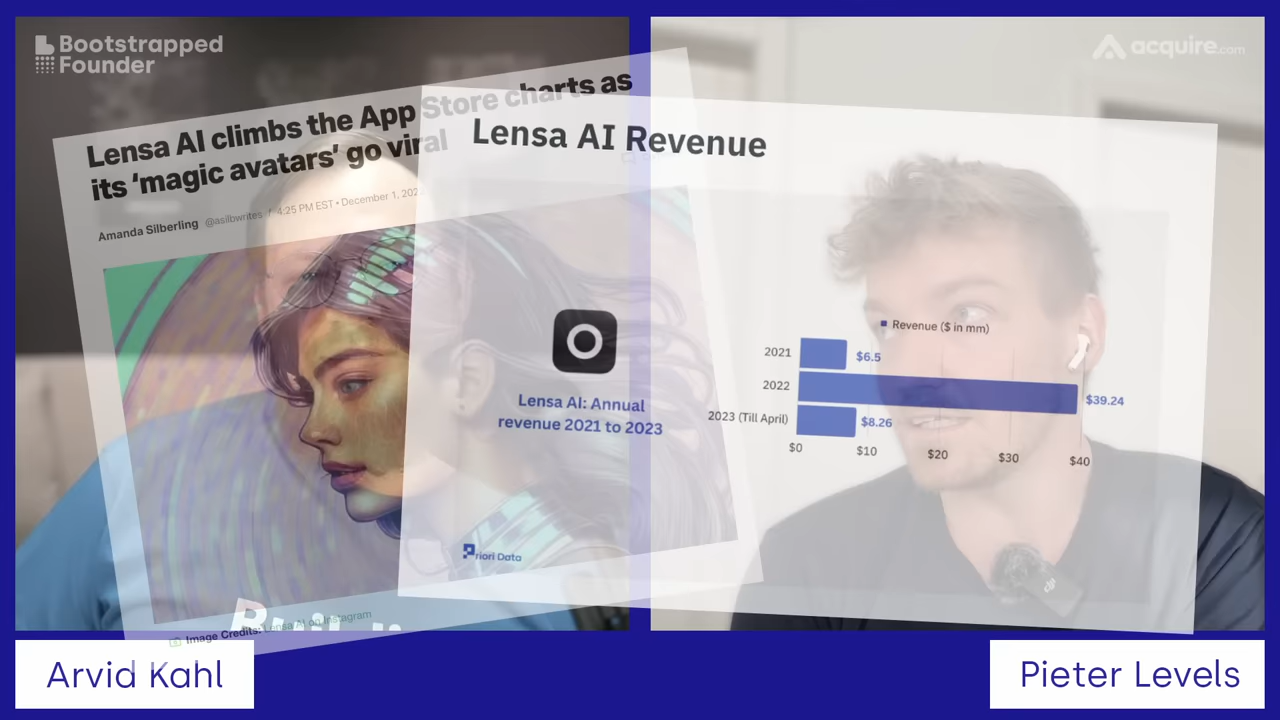 Bootstrapped
Founder
acquire.com
Lensa AI climbs the App Store charts as
its ‘magic avatars’ go viral
Amanda Silberling @asilbwrites / 4:25 PM EST • December 1, 202
Image Credits: Lensa AI on Instagram
Lensa AI Revenue
Lensa AI: Annual
revenue 2021 to 2023
Priori Data
Revenue ($ in mm)
2021 $6.5
2022 $39.24
2023 (Till April) $8.26
$0 $10 $20 $30 $40
Arvid Kahl
Pieter Levels